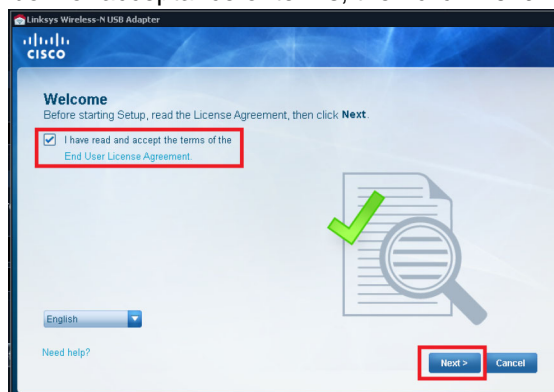 Linksys Wireless-N USB Adapter
CISCO
Welcome
Before starting Setup, read the License Agreement, then click Next.
I have read and accept the terms of the
End User License Agreement.
English
Need help?
Next >
Cancel